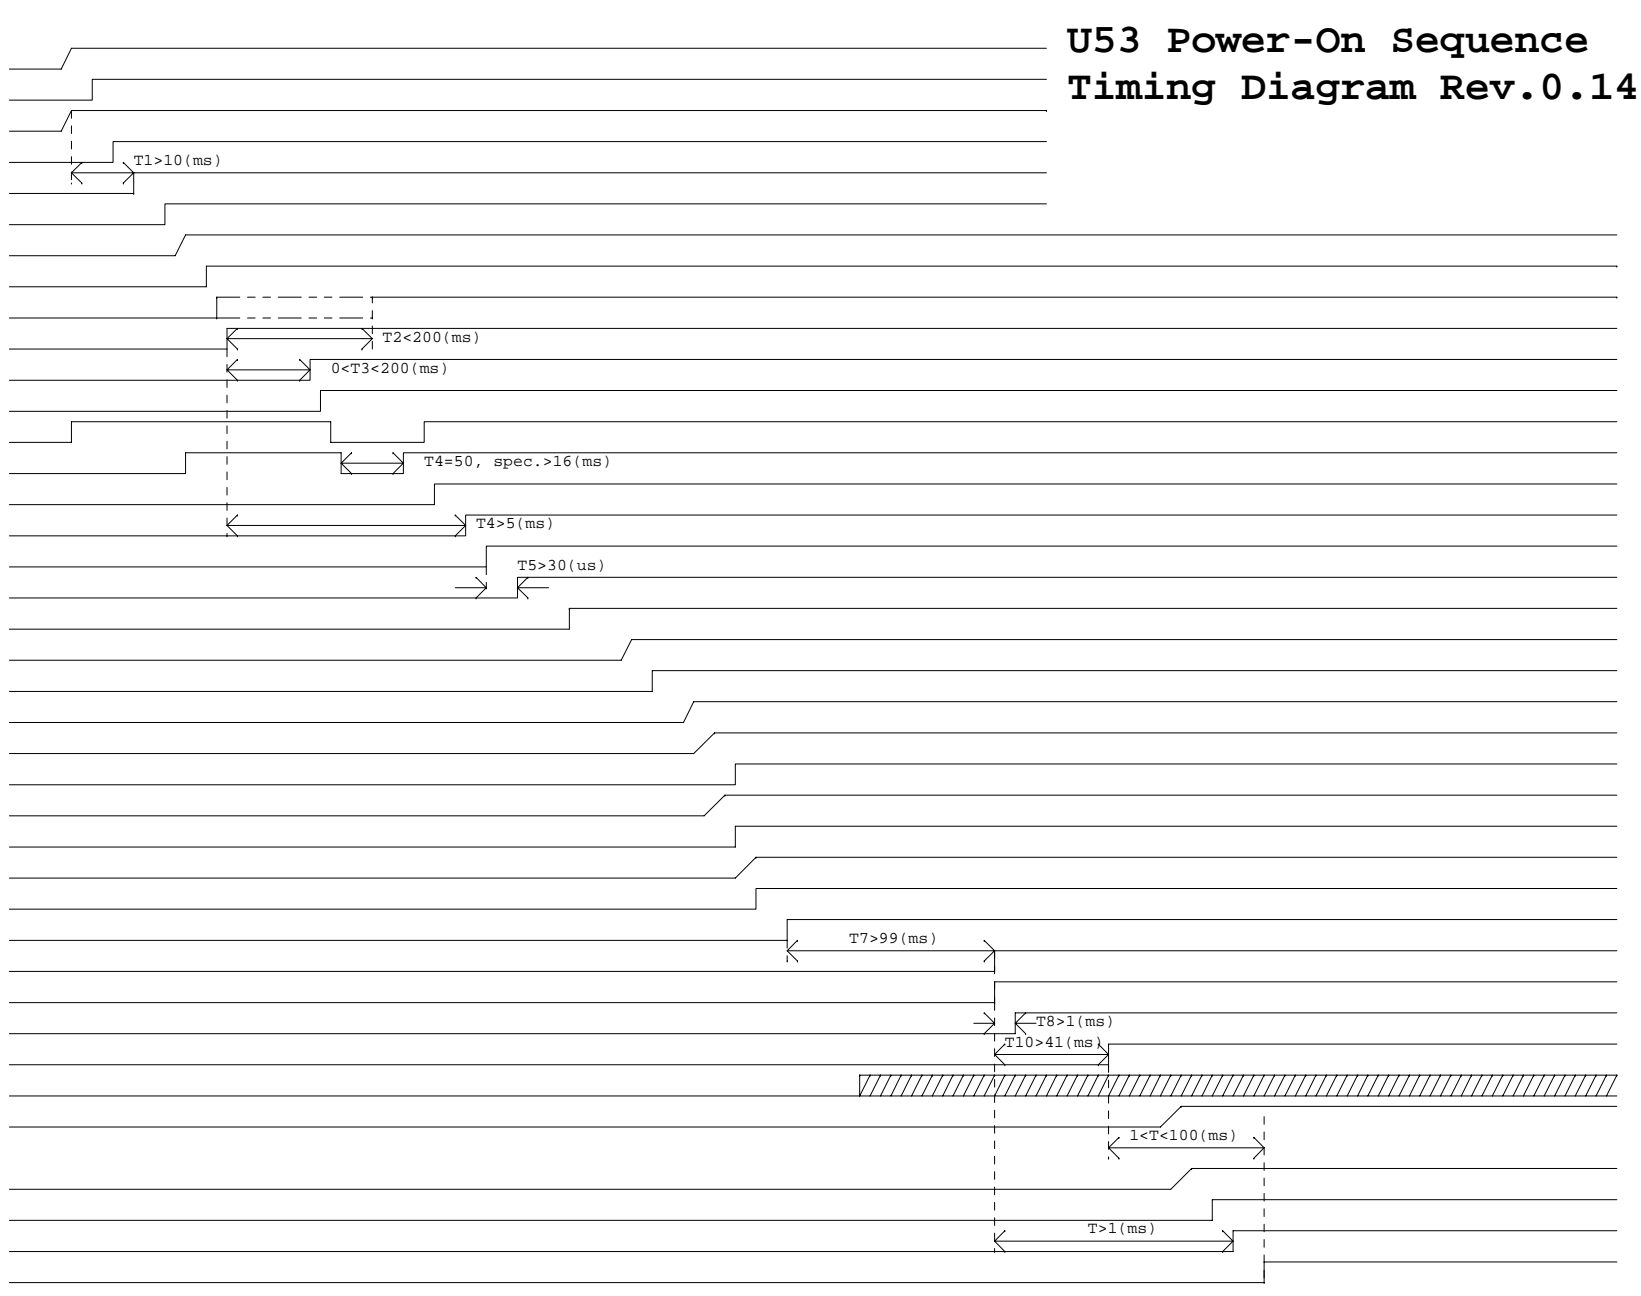 U53 Power-On Sequence
Timing Diagram Rev.0.14
T1>10(ms)
T2<200(ms)
0<T3<200(ms)
T4=50, spec.>16(ms)
T4>5(ms)
T5>30(us)
T7>99(ms)
T8>1(ms)
T10>41(ms)
1<T<100(ms)
T>1(ms)